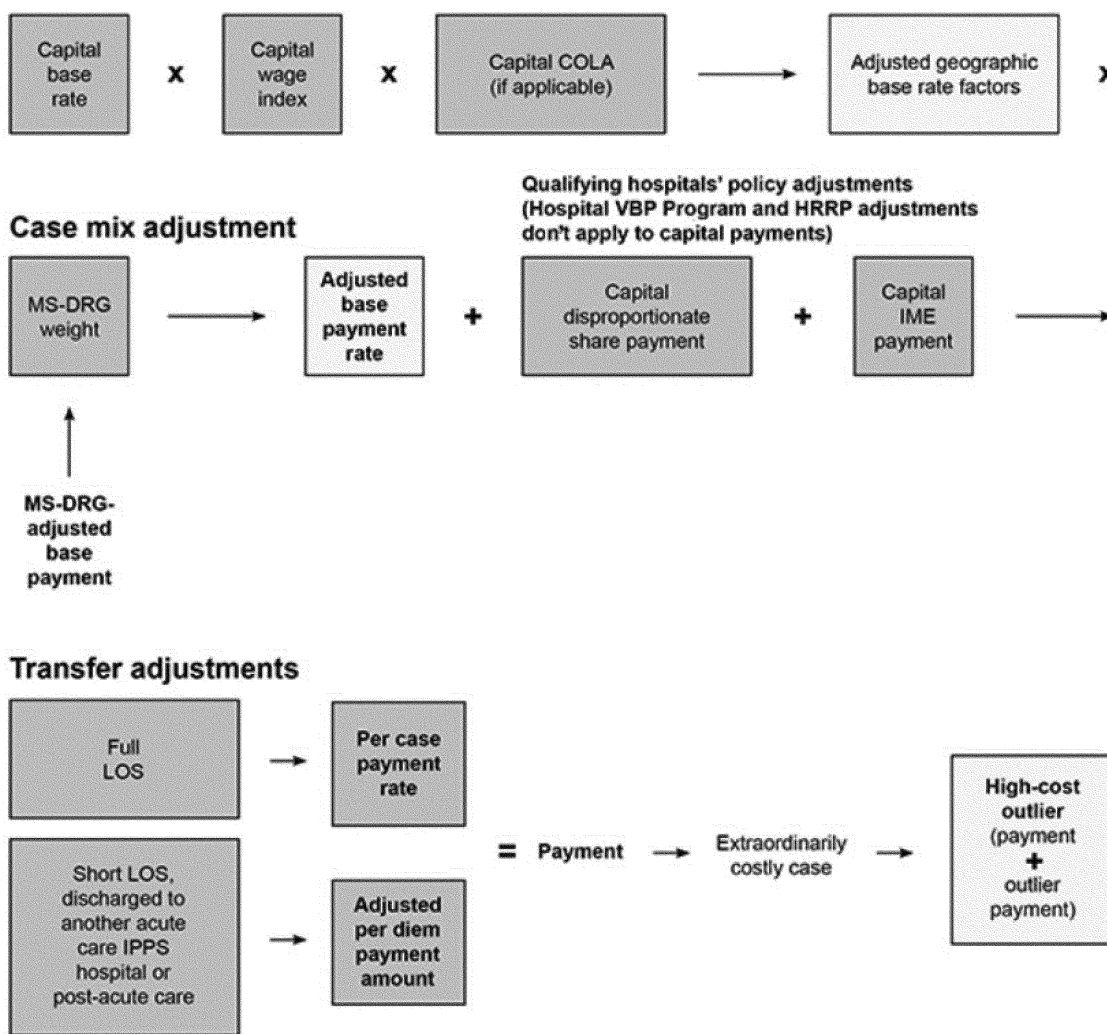 Capital
base
rate
x
Capital
wage
index
x
Capital COLA
(if applicable)
Adjusted geographic
base rate factors
x
Case mix adjustment
Qualifying hospitals' policy adjustments
(Hospital VBP Program and HRRP adjustments
don't apply to capital payments)
MS-DRG
weight
Adjusted
base
payment
rate
+
Capital
disproportionate
share payment
+
Capital
IME
payment
MS-DRG-
adjusted
base
payment
Transfer adjustments
Full
LOS
Per case
payment
rate
Short LOS,
discharged to
another acute
care IPPS
hospital or
post-acute care
Adjusted
per diem
payment
amount
= Payment
Extraordinarily
costly case
High-cost
outlier
(payment
+
outlier
payment)